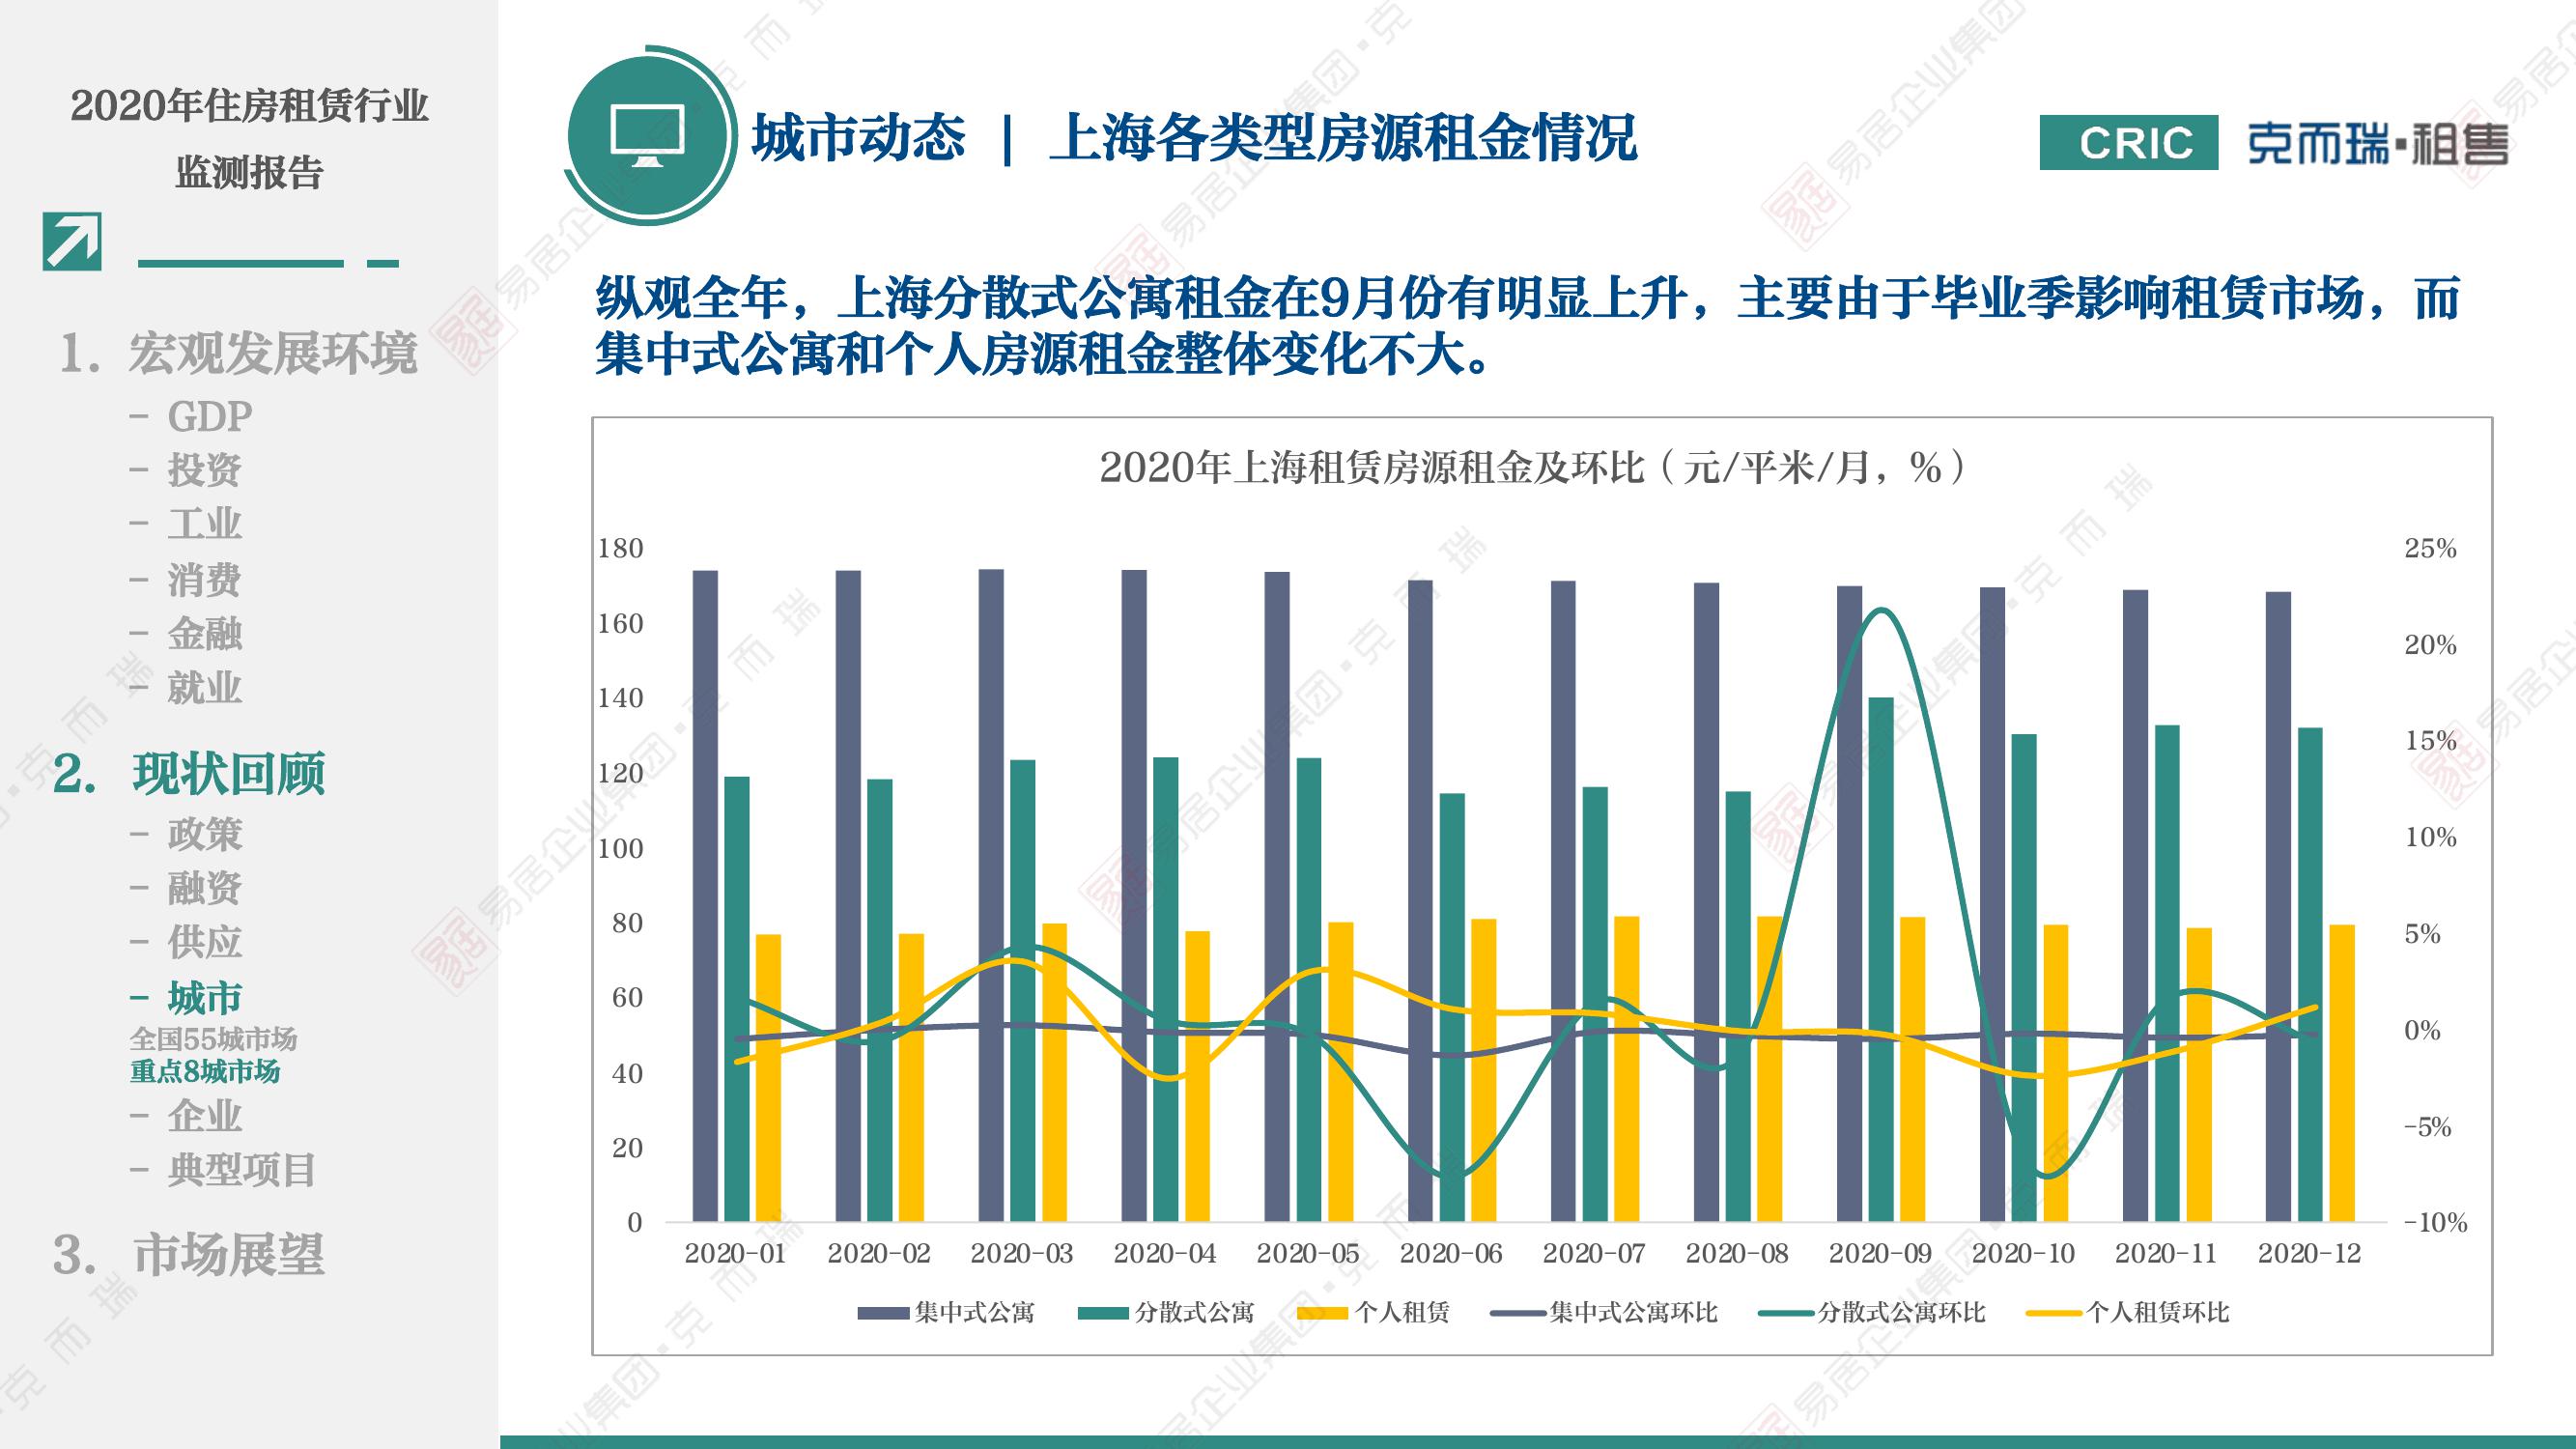 2020年住房租赁行业
监测报告
1. 宏观发展环境
– GDP
– 投资
– 工业
– 消费
– 金融
– 就业
2. 现状回顾
– 政策
– 融资
– 供应
– 城市
全国55城市场
重点8城市场
– 企业
– 典型项目
3. 市场展望
城市动态 | 上海各类型房源租金情况
CRIC 克而瑞·租售
纵观全年，上海分散式公寓租金在9月份有明显上升，主要由于毕业季影响租赁市场，而
集中式公寓和个人房源租金整体变化不大。
2020年上海租赁房源租金及环比（元/平米/月，%）
180
160
140
120
100
80
60
40
20
0
25%
20%
15%
10%
5%
0%
-5%
-10%
2020-01 2020-02 2020-03 2020-04 2020-05 2020-06 2020-07 2020-08 2020-09 2020-10 2020-11 2020-12
集中式公寓 分散式公寓 个人租赁 集中式公寓环比 分散式公寓环比 个人租赁环比
易居企业集团·克而瑞